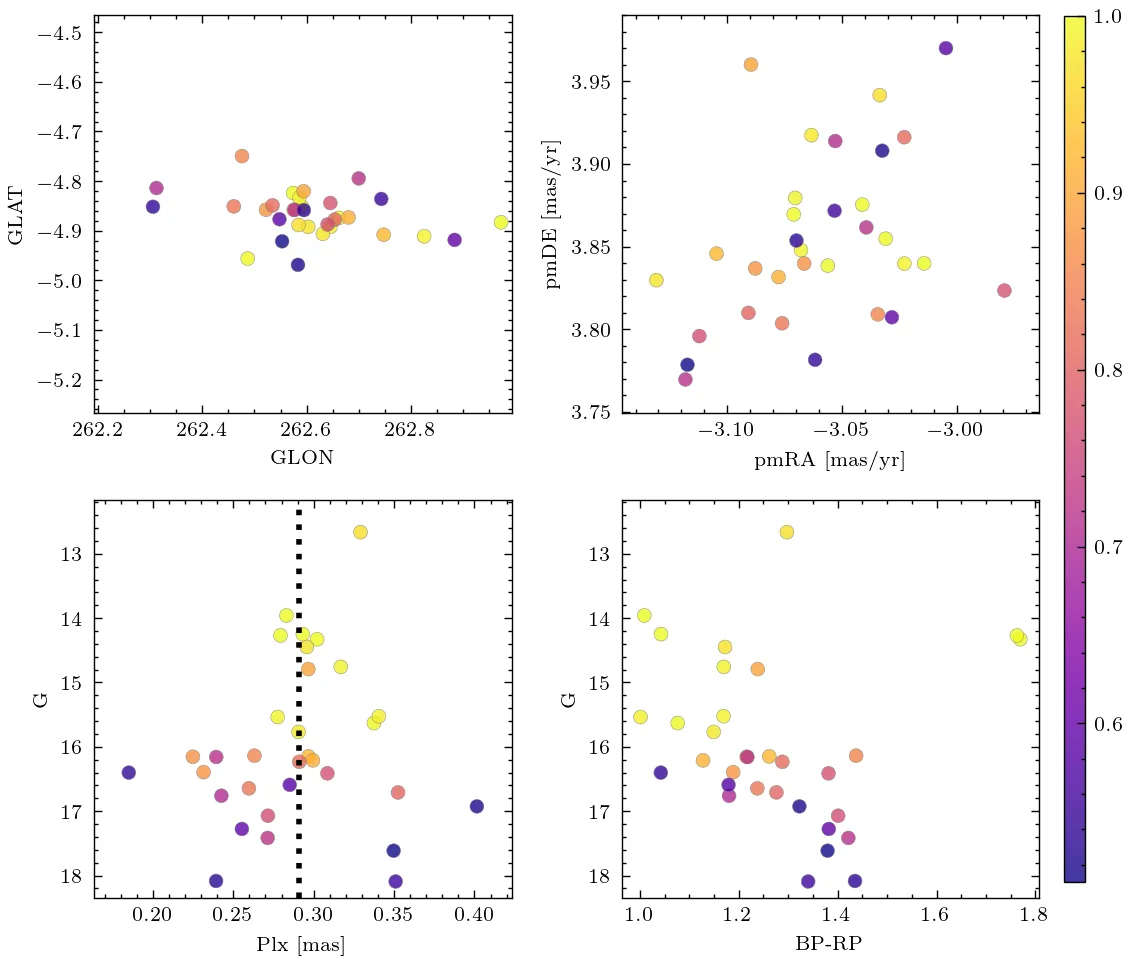 −4.5
−4.6
−4.7
−4.8
−4.9
−5.0
−5.1
−5.2
GLAT
262.2 262.4 262.6 262.8
GLON
3.95
3.90
3.85
3.80
3.75
pmDE [mas/yr]
−3.10 −3.05 −3.00
pmRA [mas/yr]
13
14
15
16
17
18
G
0.20 0.25 0.30 0.35 0.40
Plx [mas]
13
14
15
16
17
18
G
1.0 1.2 1.4 1.6 1.8
BP-RP
1.0
0.9
0.8
0.7
0.6